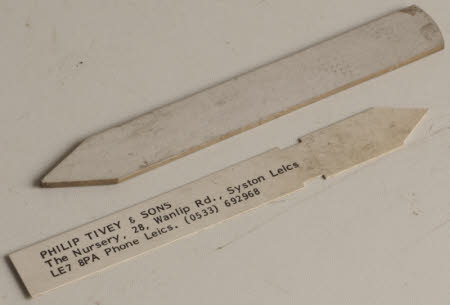 PHILIP TIVEY & SONS
The Nursery, 28, Wanlip Rd., Syston Leics
LE7 8PA Phone Leics. (0533) 692968